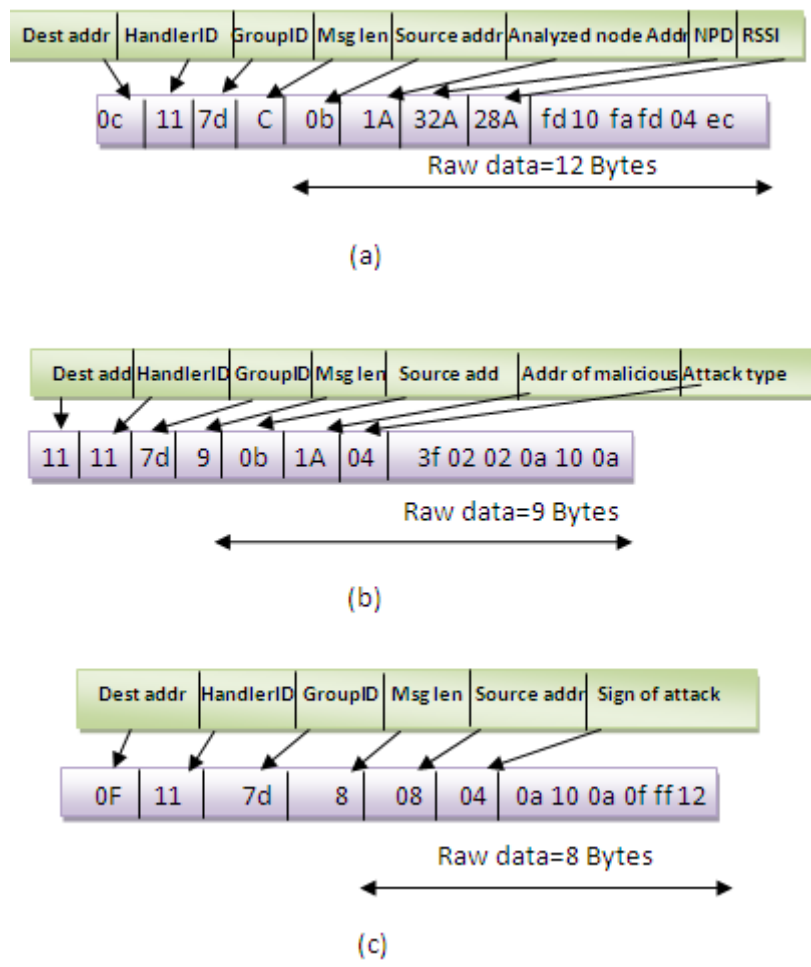 Dest addr HandlerID GroupID Msg len Source addr Analyzed node Addr NPD RSSI
0c 11 7d C 0b 1A 32A 28A fd 10 fa fd 04 ec
Raw data=12 Bytes
(a)
Dest add HandlerID GroupID Msg len Source add Addr of malicious Attack type
11 11 7d 9 0b 1A 04 3f 02 02 0a 10 0a
Raw data=9 Bytes
(b)
Dest addr HandlerID GroupID Msg len Source addr Sign of attack
0F 11 7d 8 08 04 0a 10 0a 0f ff 12
Raw data=8 Bytes
(c)